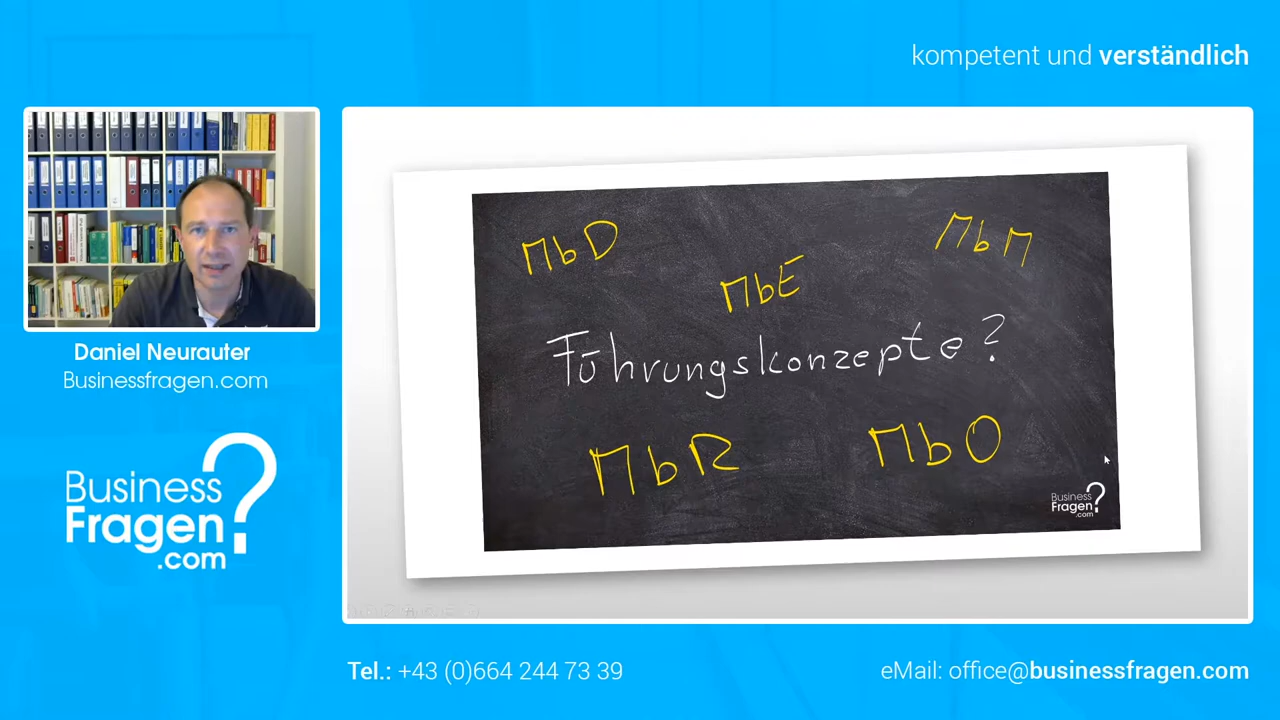 kompetent und verständlich
Daniel Neurauter
Businessfragen.com
Business
Fragen
.com
?
MbD
MbE
MbM
Führungskonzepte?
MbR
MbO
Business
Fragen
.com
?
Tel.: +43 (0)664 244 73 39
eMail: office@businessfragen.com